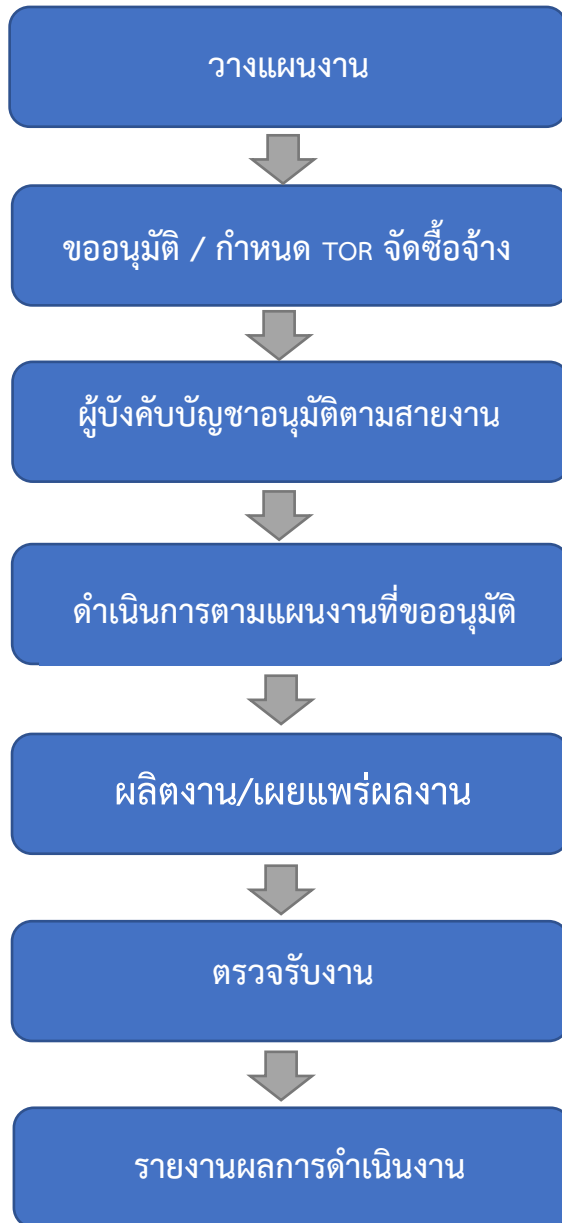 วางแผนงาน
ขออนุมัติ / กำหนด TOR จัดซื้อจ้าง
ผู้บังคับบัญชาอนุมัติตามสายงาน
ดำเนินการตามแผนงานที่ขออนุมัติ
ผลิตงาน/เผยแพร่ผลงาน
ตรวจรับงาน
รายงานผลการดำเนินงาน